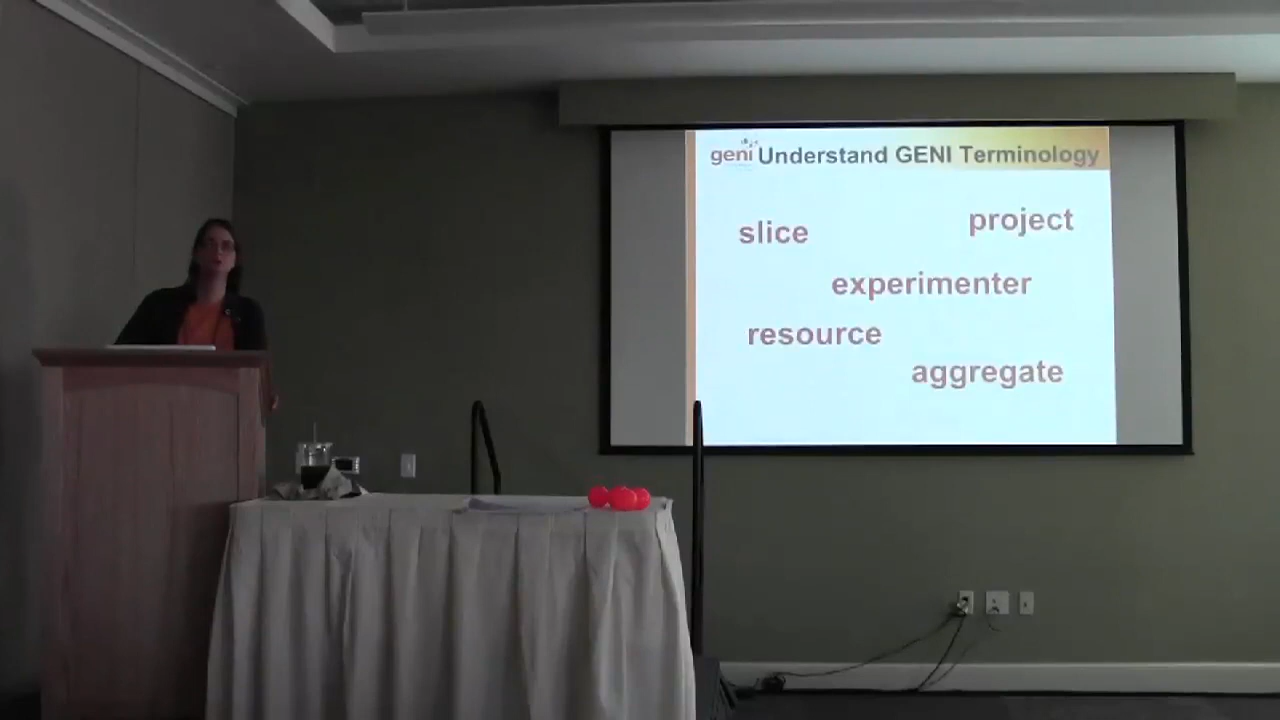 geni Understand GENI Terminology
slice
project
experimenter
resource
aggregate